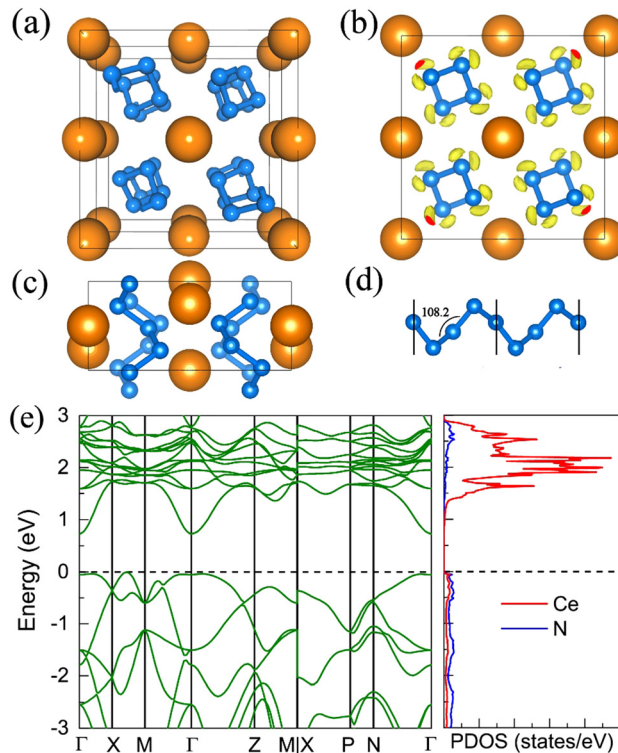 (a)
(b)
(c)
(d)
108.2
(e)
3
2
1
0
-1
-2
-3
Energy (eV)
Γ X M Γ Z M|X P N Γ
Ce
N
PDOS (states/eV)